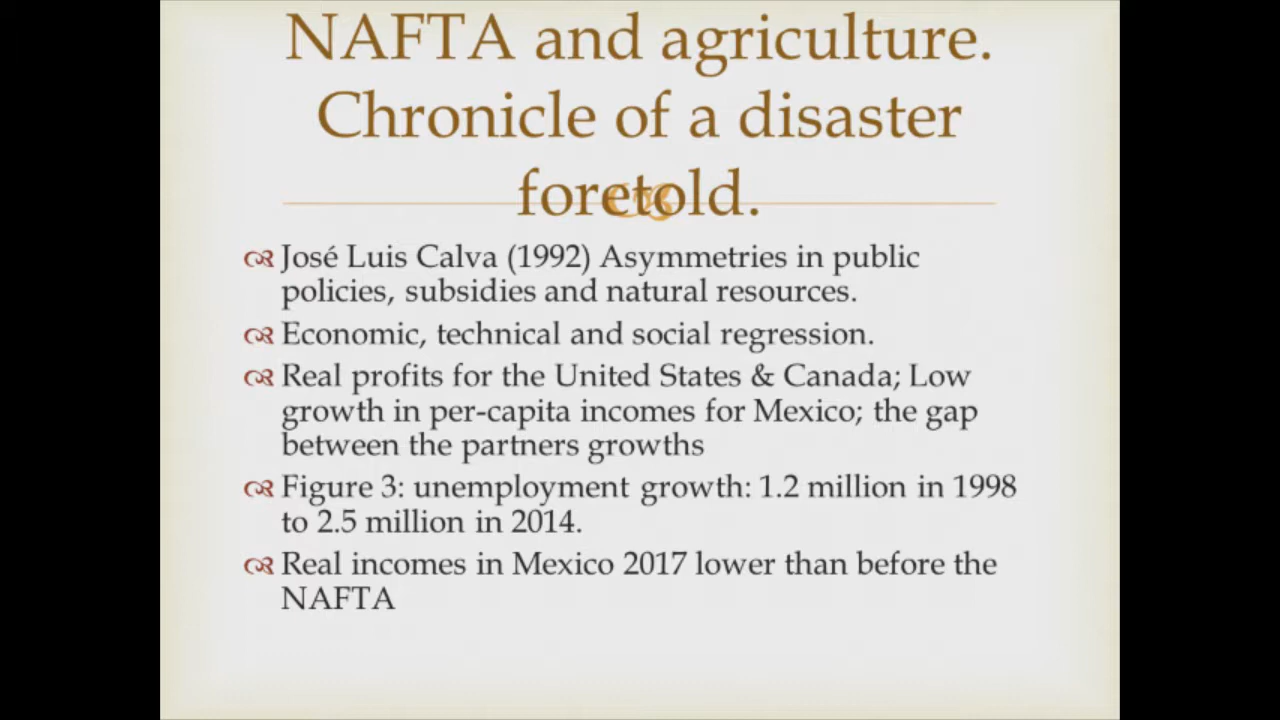 NAFTA and agriculture.
Chronicle of a disaster
foretold.
José Luis Calva (1992) Asymmetries in public
policies, subsidies and natural resources.
Economic, technical and social regression.
Real profits for the United States & Canada; Low
growth in per-capita incomes for Mexico; the gap
between the partners growths
Figure 3: unemployment growth: 1.2 million in 1998
to 2.5 million in 2014.
Real incomes in Mexico 2017 lower than before the
NAFTA